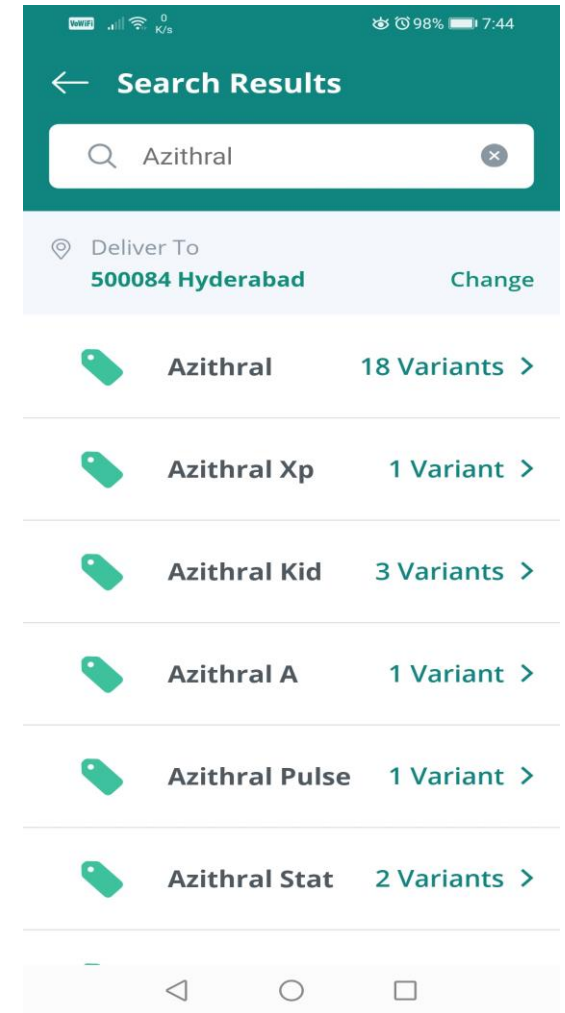 VoWiFi 0 K/s 98% 7:44
Search Results
Azithral
Deliver To
500084 Hyderabad Change
Azithral 18 Variants >
Azithral Xp 1 Variant >
Azithral Kid 3 Variants >
Azithral A 1 Variant >
Azithral Pulse 1 Variant >
Azithral Stat 2 Variants >